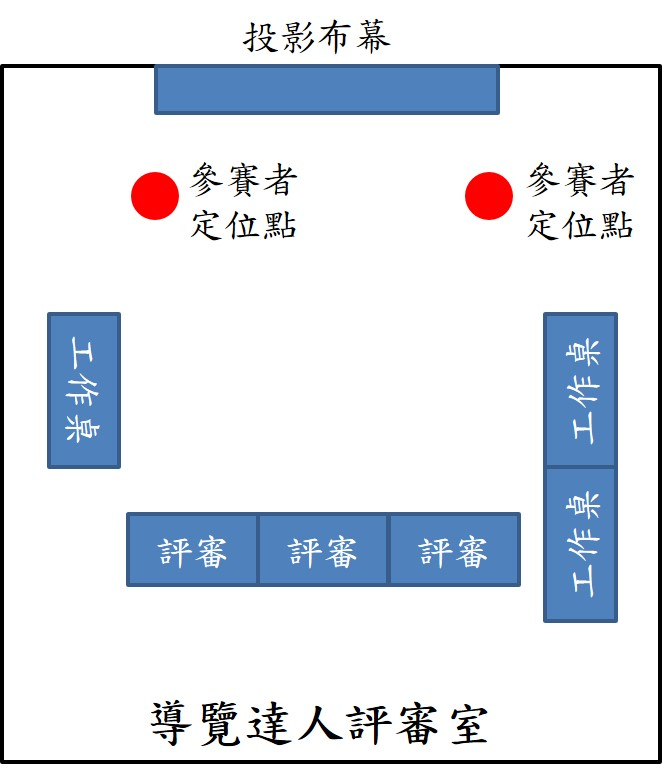 投影布幕
參賽者
定位點
參賽者
定位點
工作桌
工作桌
工作桌
評審
評審
評審
導覽達人評審室